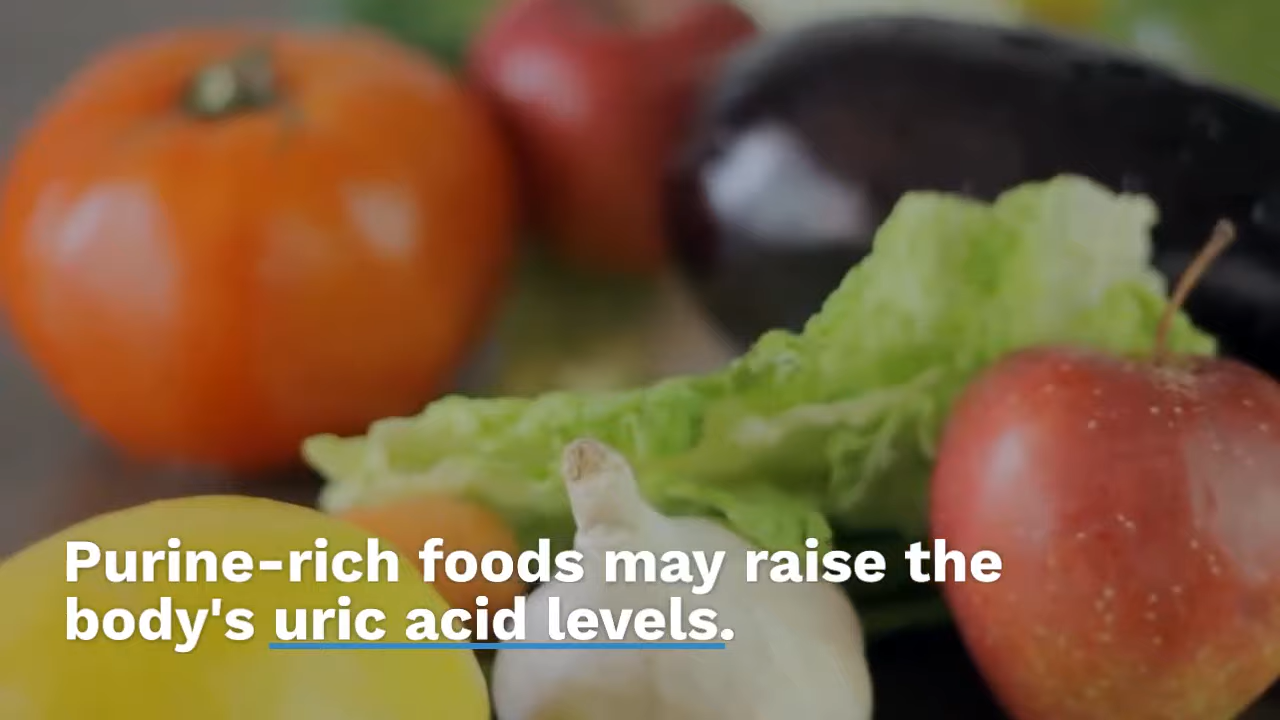 Purine-rich foods may raise the
body's uric acid levels.